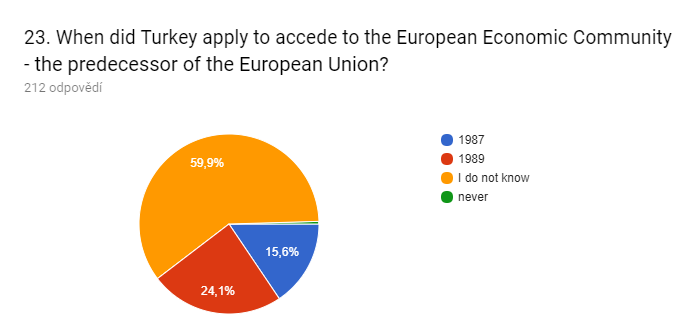 23. When did Turkey apply to accede to the European Economic Community
- the predecessor of the European Union?
212 odpovědí
59,9%
15,6%
24,1%
1987
1989
I do not know
never